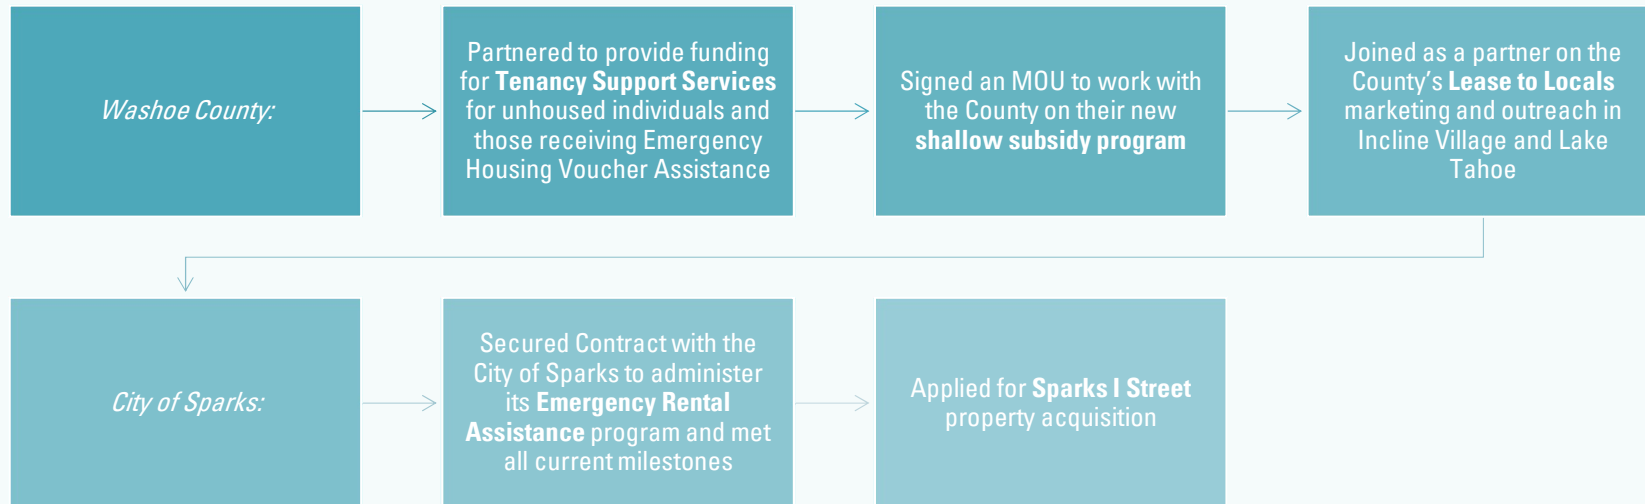 Washoe County:
Partnered to provide funding
for Tenancy Support Services
for unhoused individuals and
those receiving Emergency
Housing Voucher Assistance
Signed an MOU to work with
the County on their new
shallow subsidy program
Joined as a partner on the
County's Lease to Locals
marketing and outreach in
Incline Village and Lake
Tahoe
City of Sparks:
Secured Contract with the
City of Sparks to administer
its Emergency Rental
Assistance program and met
all current milestones
Applied for Sparks I Street
property acquisition